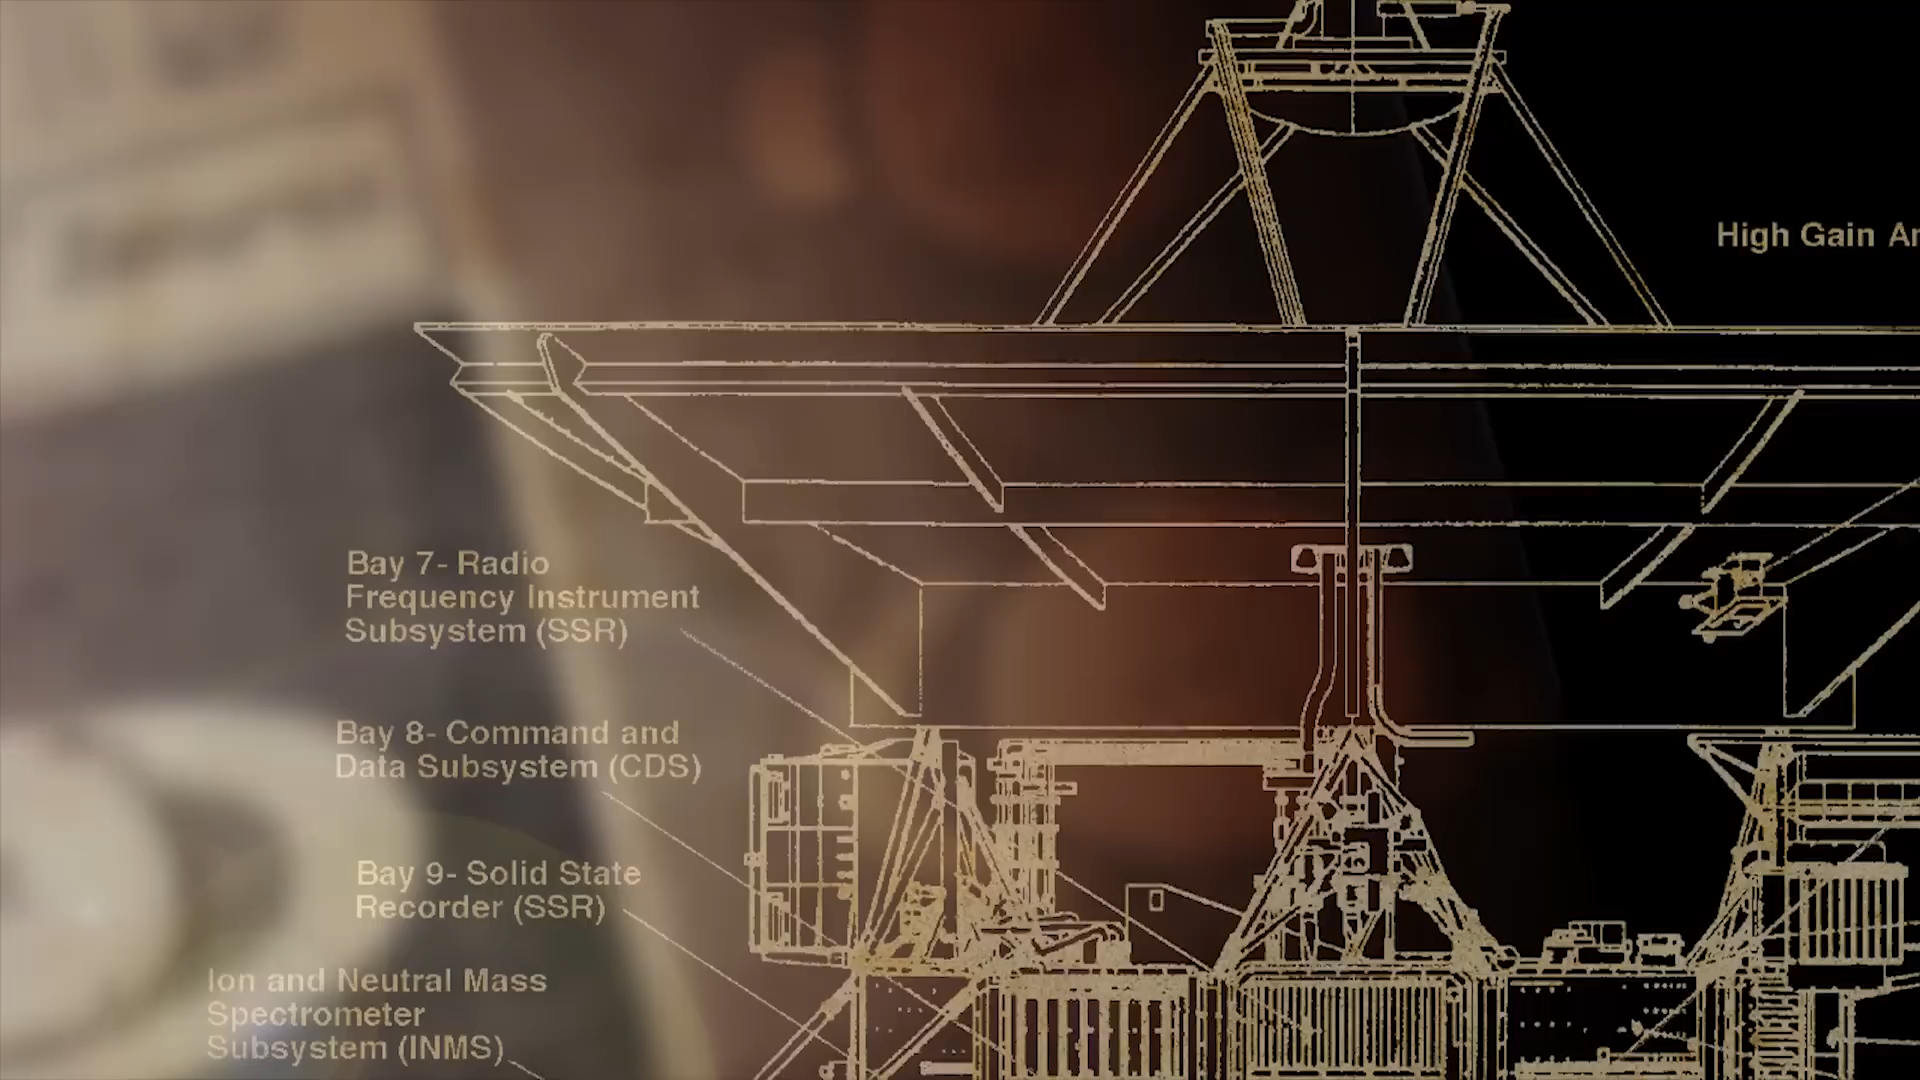 High Gain
Bay 7- Radio
Frequency Instrument
Subsystem (SSR)
Bay 8- Command and
Data Subsystem (CDS)
Bay 9- Solid State
Recorder (SSR)
Ion and Neutral Mass
Spectrometer
Subsystem (INMS)